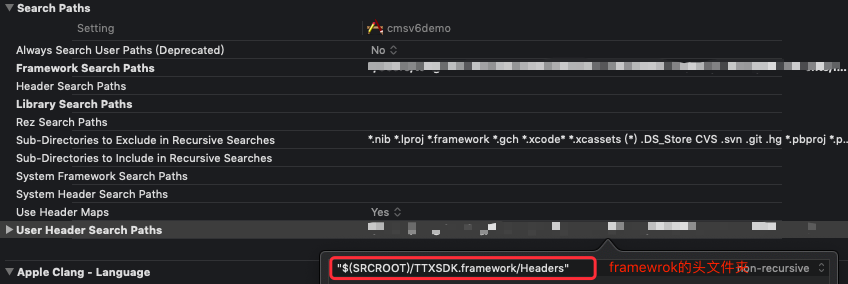 Search Paths
Setting cmsv6demo
Always Search User Paths (Deprecated) No
Framework Search Paths
Header Search Paths
Library Search Paths
Rez Search Paths
Sub-Directories to Exclude in Recursive Searches *.nib *.lproj *.framework *.gch *.xcode* *.xcassets (*) .DS_Store CVS .svn .git .hg *.pbproj *.p...
Sub-Directories to Include in Recursive Searches
System Framework Search Paths
System Header Search Paths
Use Header Maps Yes
User Header Search Paths
"$(SRCROOT)/TTXSDK.framework/Headers" framewrok的头文件夹 non-recursive
Apple Clang - Language